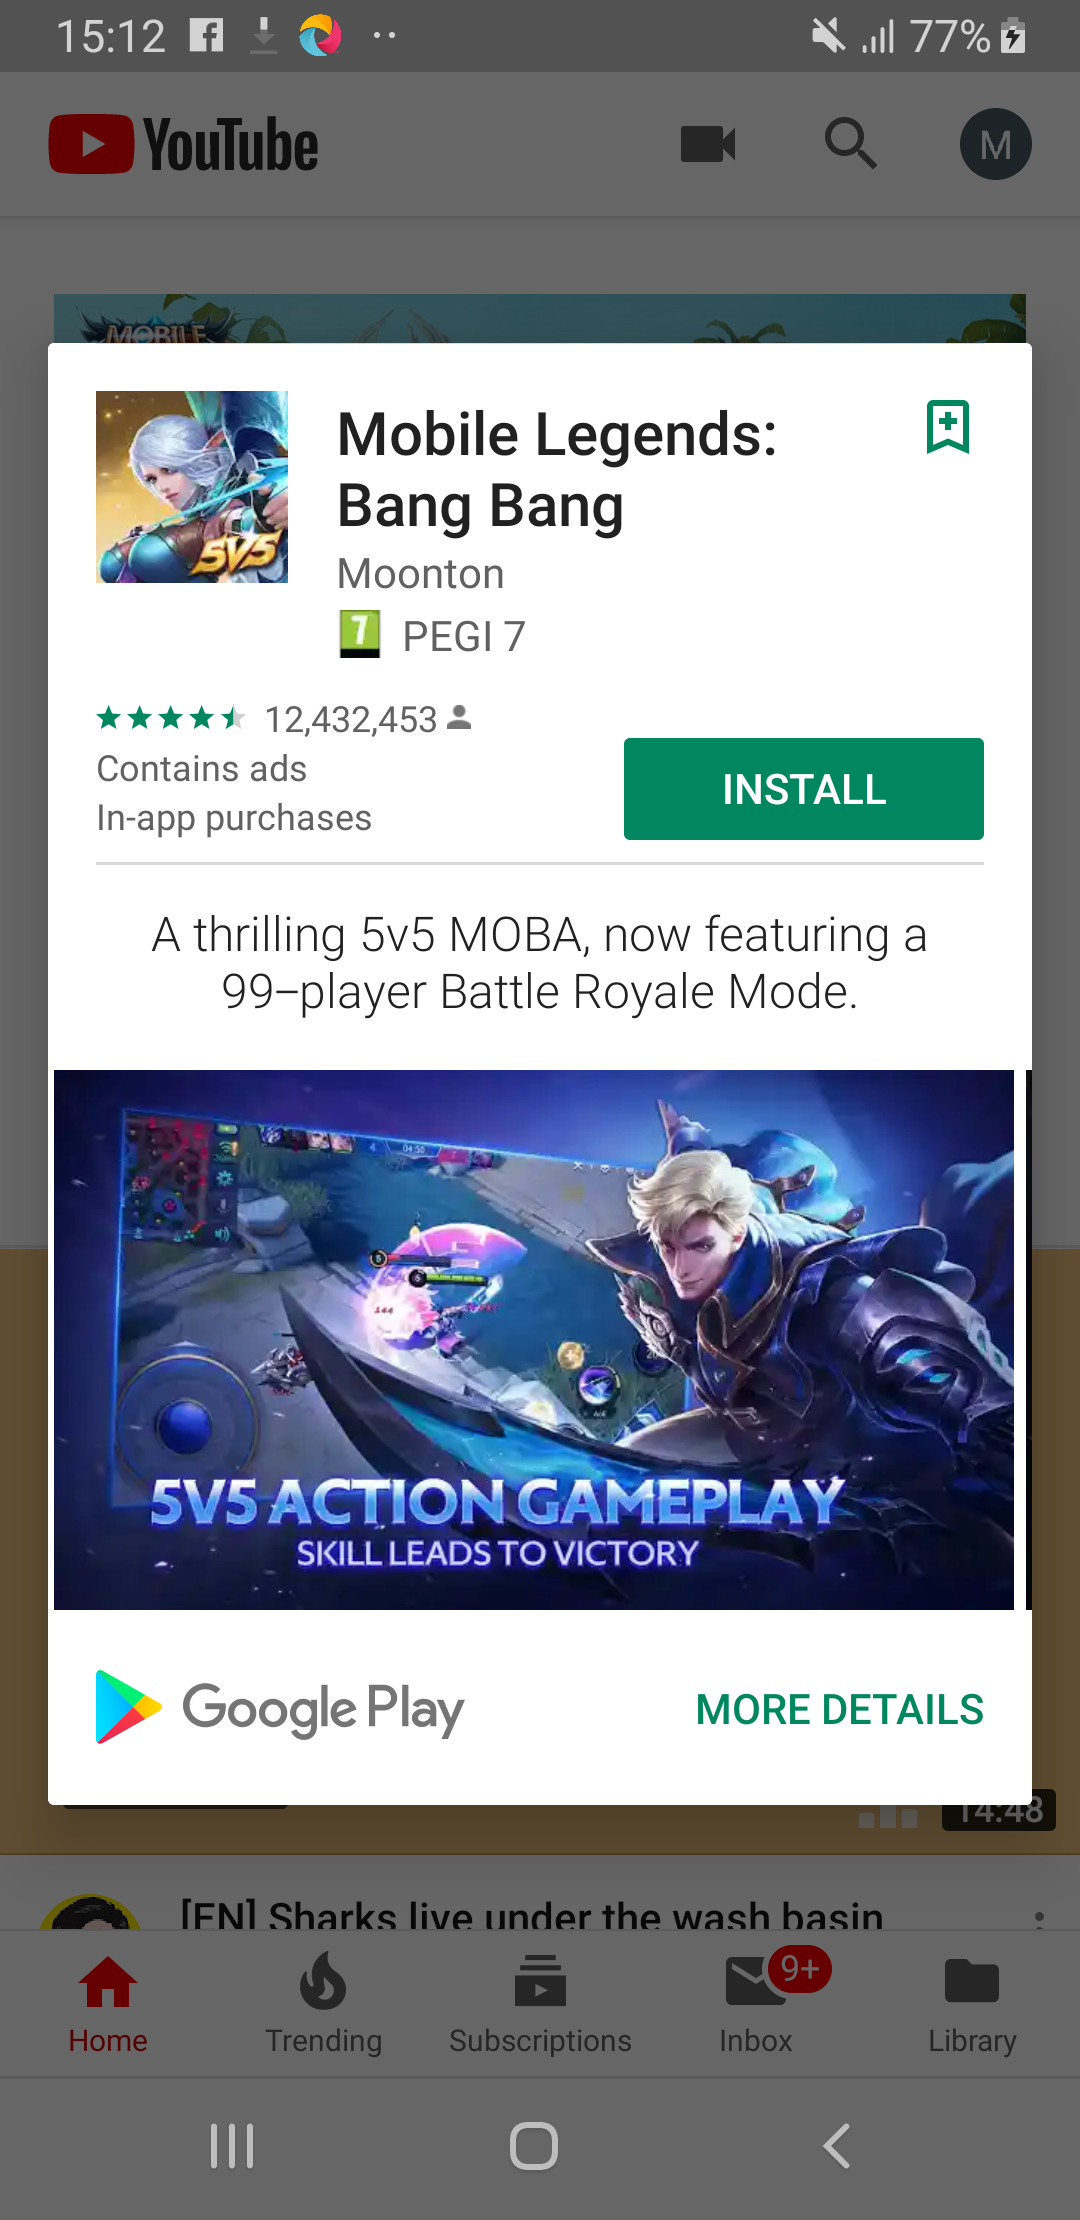 15:12
77%
YouTube
M
MOBILE
Mobile Legends:
Bang Bang
Moonton
7 PEGI 7
5V5
12,432,453
Contains ads
In-app purchases
INSTALL
A thrilling 5v5 MOBA, now featuring a
99–player Battle Royale Mode.
04:50
5V5 ACTION GAMEPLAY
SKILL LEADS TO VICTORY
Google Play
MORE DETAILS
14:48
[EN] Sharks live under the wash basin
9+
Home
Trending
Subscriptions
Inbox
Library